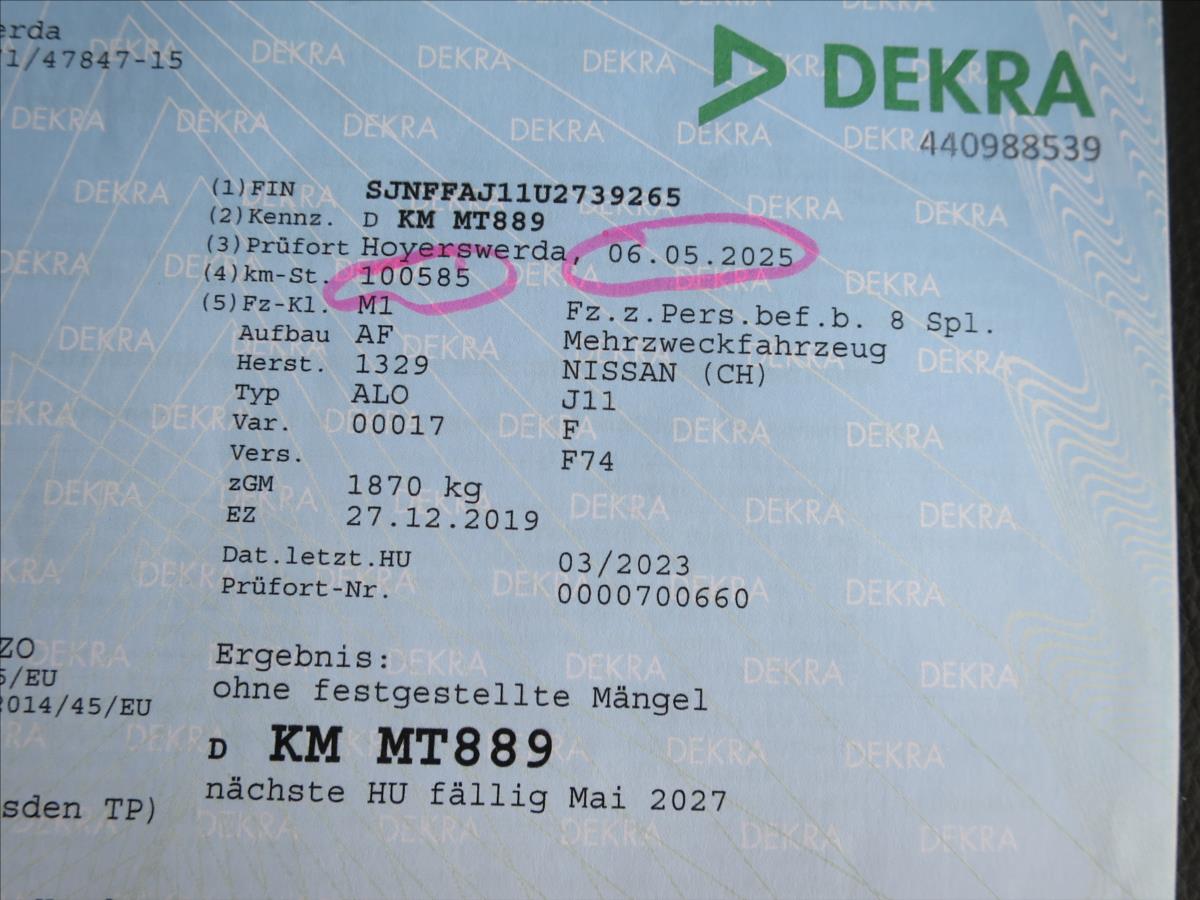 erda
71/47847-15
DEKRA
440988539
(1)FIN SJNFFAJ11U2739265
(2)Kennz. D KM MT889
(3)Prüfort Hoyerswerda, 06.05.2025
(4)km-St. 100585
(5)Fz-Kl. M1 Fz.z.Pers.bef.b. 8 Spl.
Aufbau AF Mehrzweckfahrzeug
Herst. 1329 NISSAN (CH)
Typ ALO J11
Var. 00017 F
Vers. F74
zGM 1870 kg
EZ 27.12.2019
Dat.letzt.HU 03/2023
Prüfort-Nr. 0000700660
ZO
5/EU
2014/45/EU
Ergebnis:
ohne festgestellte Mängel
D KM MT889
nächste HU fällig Mai 2027
sden TP)